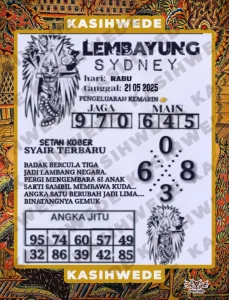 KASIHWEDE
LEMBAYUNG
SYDNEY
hari: RABU
tanggal: 21 05 2025
PENGELUARAN KEMARIN
JAGA MAIN
9 7 0 6 4 5
SETAN KOBER
SYAIR TERBARU
BADAK BERCULA TIGA
JADI LAMBANG NEGARA.
PERGI MENGEMBARA SI ANAK
SAKTI SAMBIL MEMBAWA KUDA....
ANGKA SATU BERUBAH JADI LIMA....
BINATANGNYA GEMUK
0
6 8
3
ANGKA JITU
95 74 60 57 49
32 86 39 42 85
KASIHWEDE